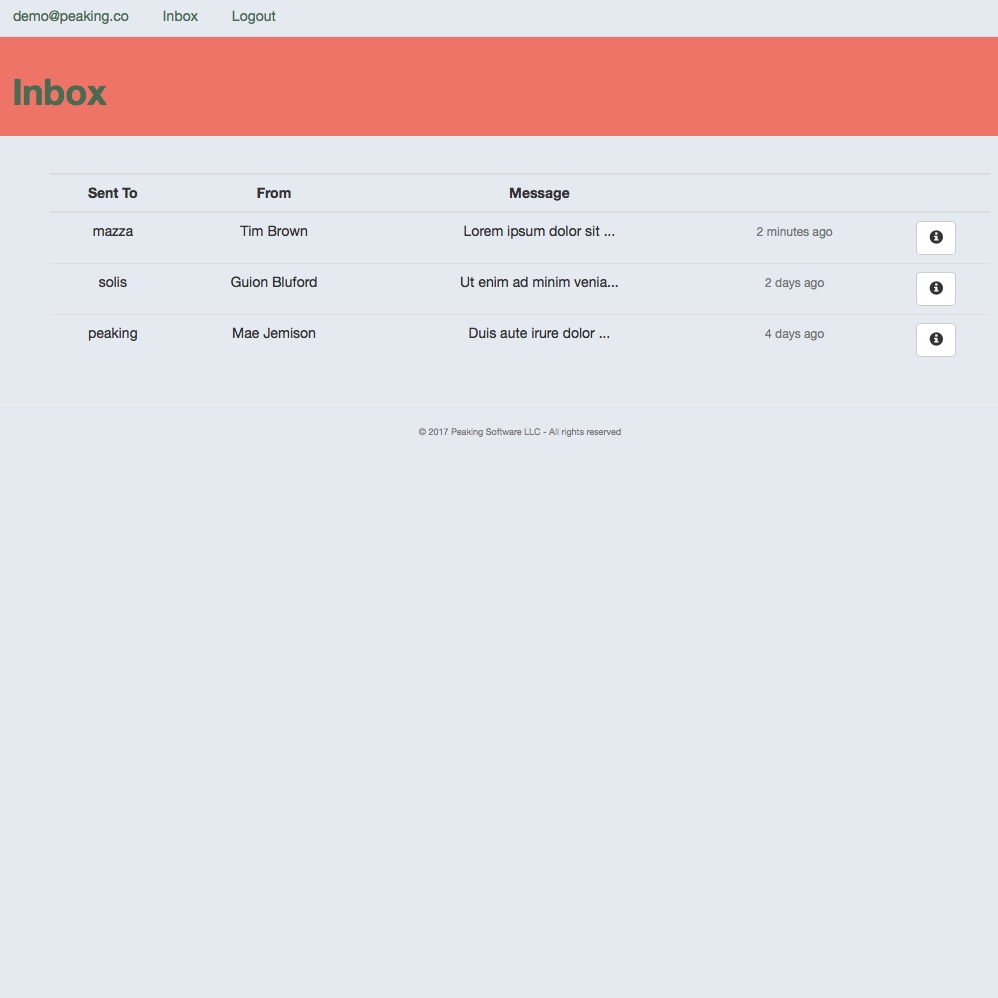 demo@peaking.co Inbox Logout
Inbox
Sent To From Message
mazza Tim Brown Lorem ipsum dolor sit ... 2 minutes ago
solis Guion Bluford Ut enim ad minim venia... 2 days ago
peaking Mae Jemison Duis aute irure dolor ... 4 days ago
© 2017 Peaking Software LLC - All rights reserved